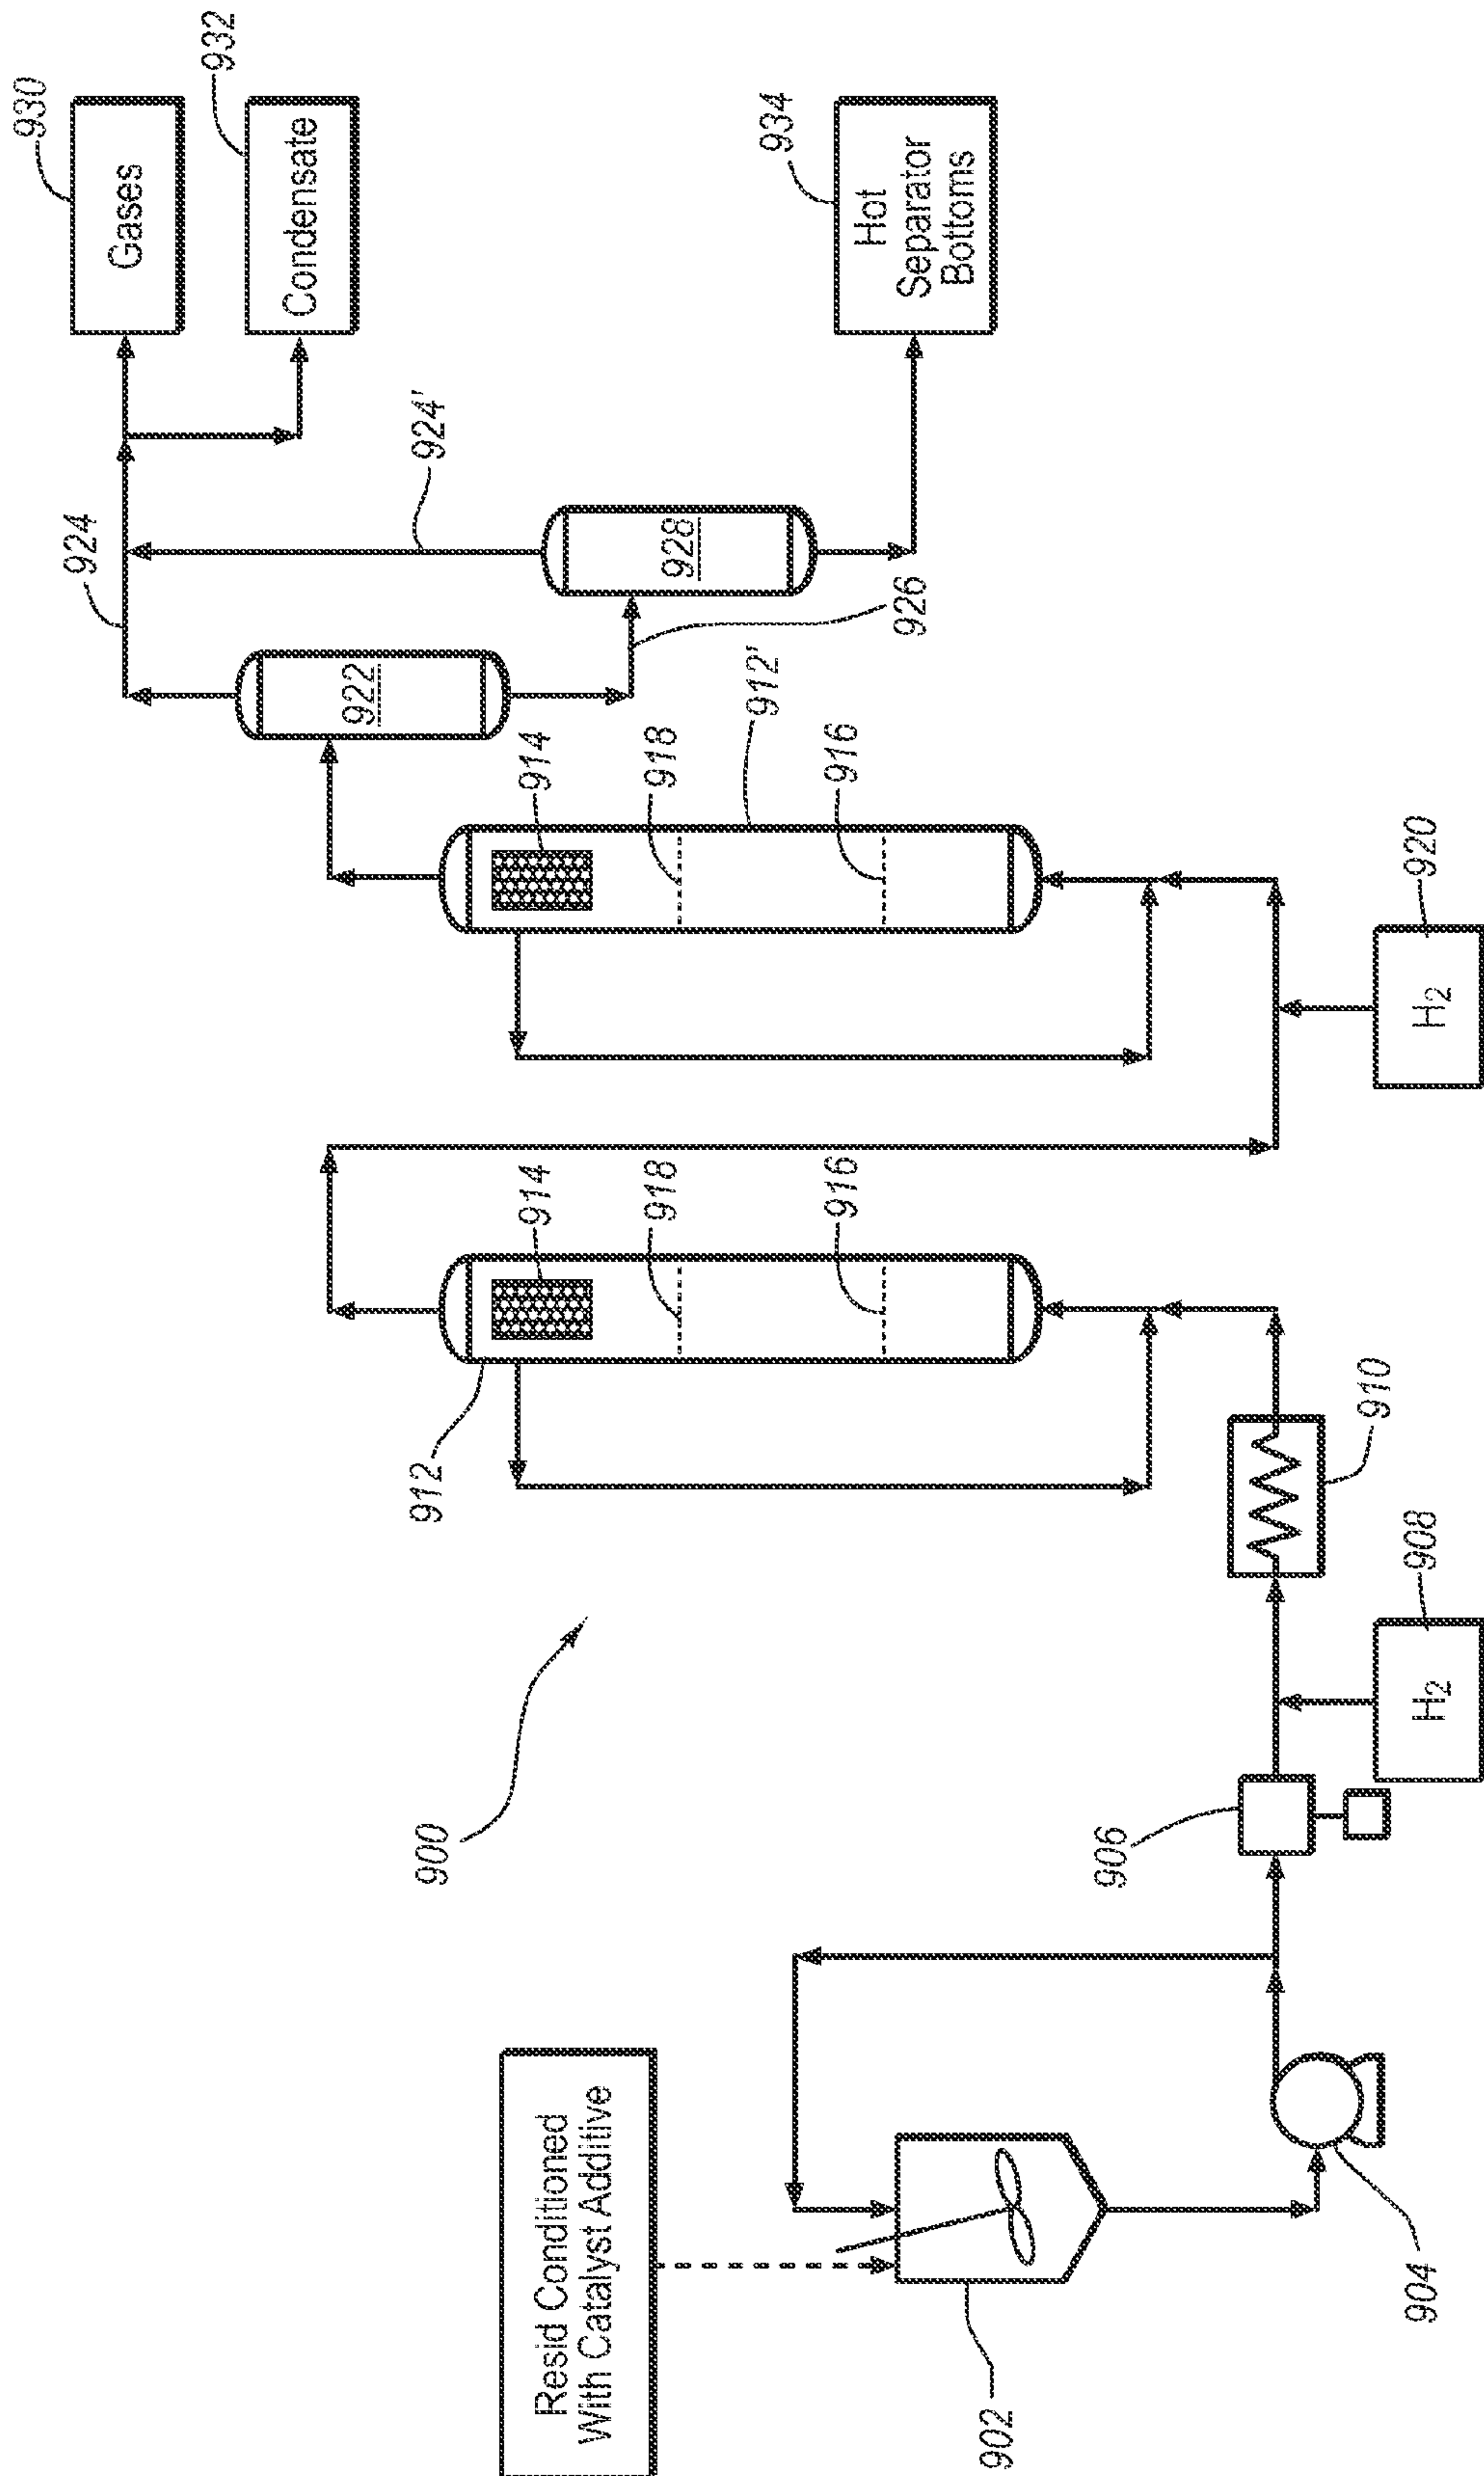 Resid Conditioned
With Catalyst Additive
902
904
900
906
H2
908
910
912
914
918
916
H2
920
914
918
912'
916
922
924
926
928
924'
Gases
930
Condensate
932
Hot
Separator
Bottoms
934